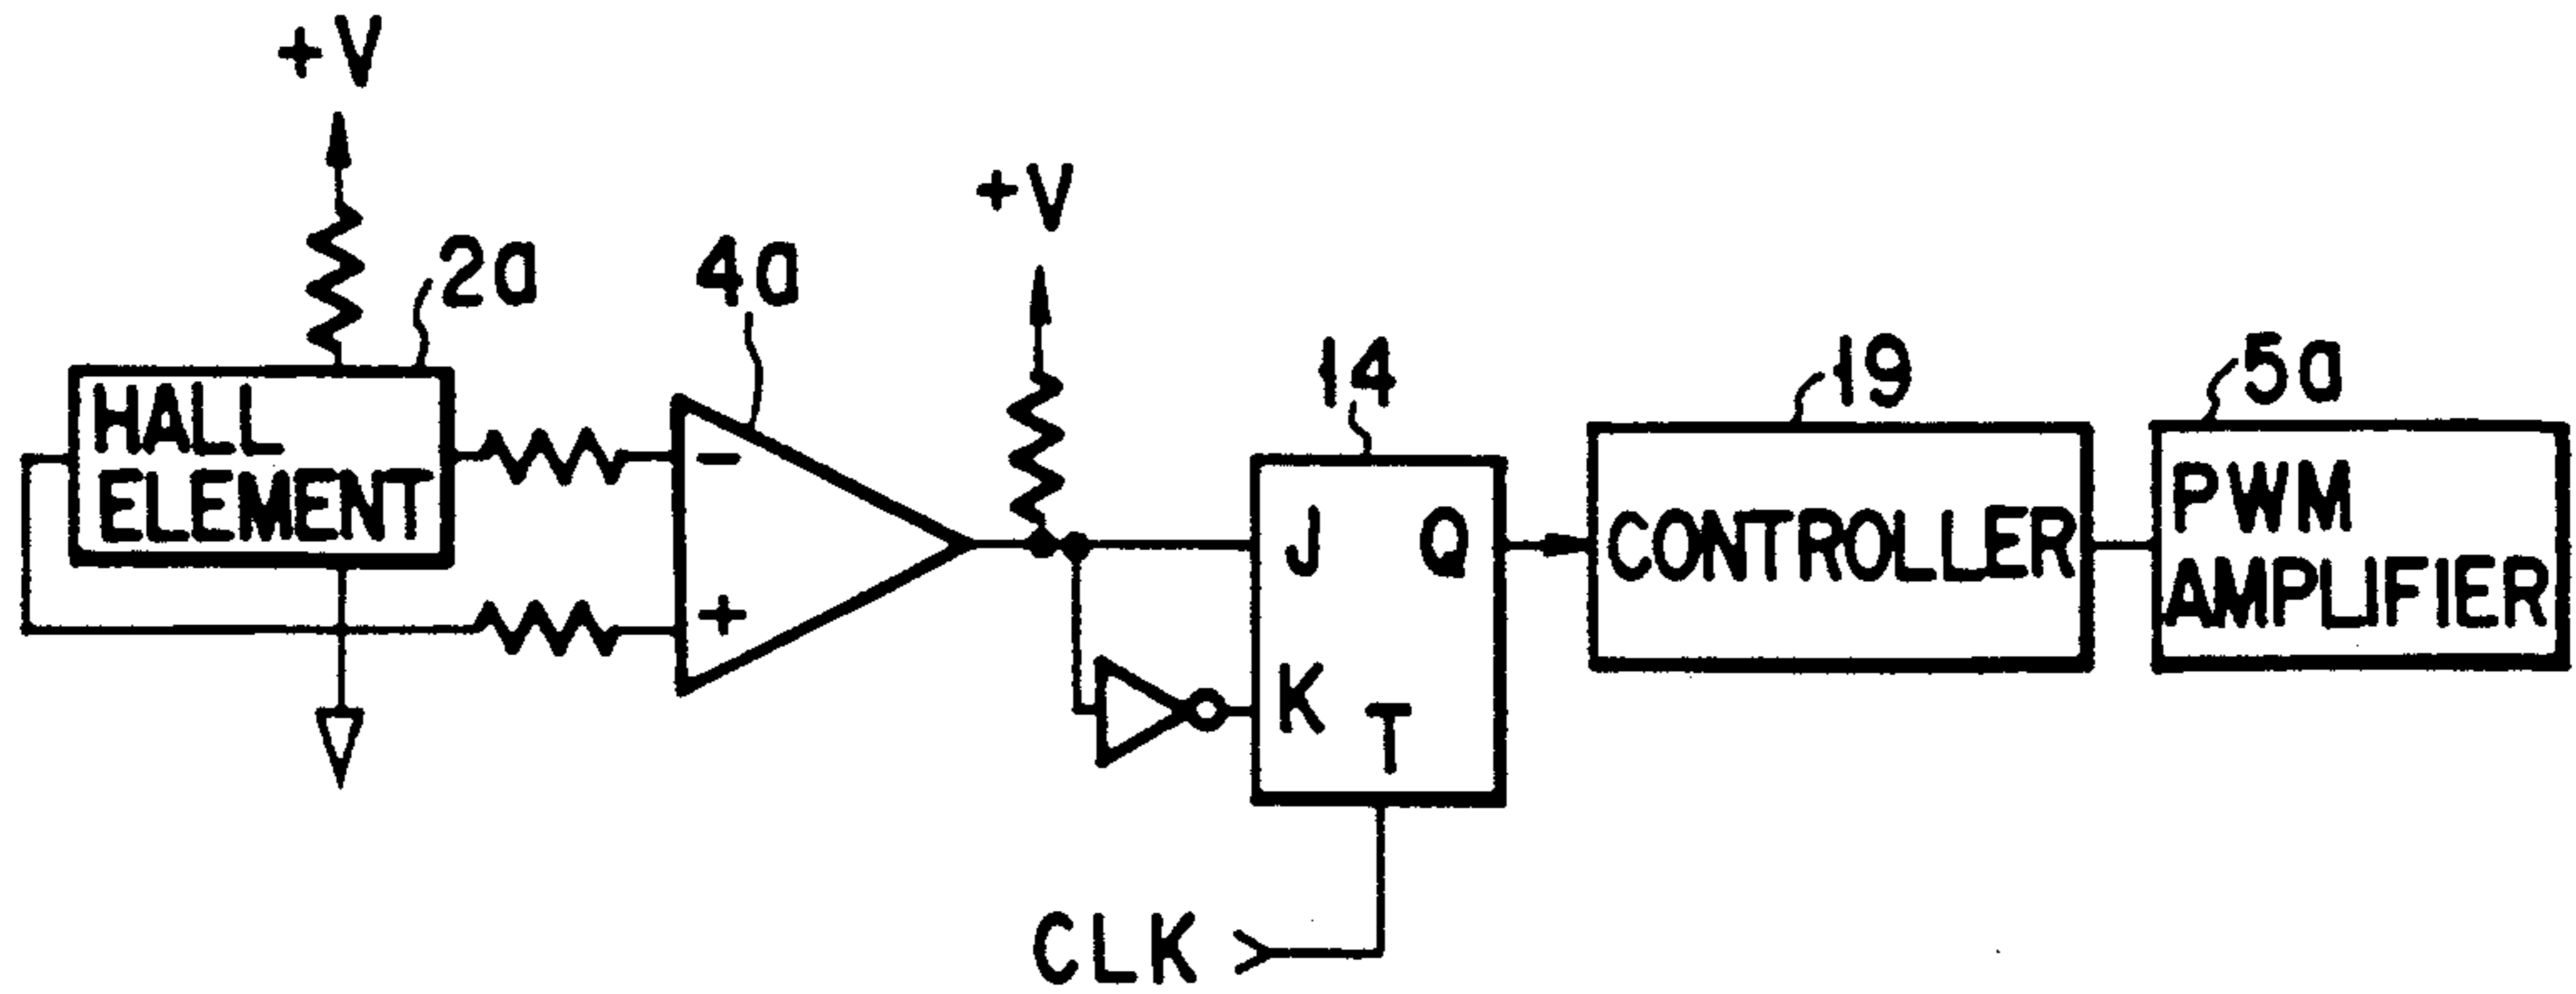 +V
2a
4a
+V
14
19
5a
HALL
ELEMENT
-
+
J Q
K
T
CONTROLLER
PWM
AMPLIFIER
CLK